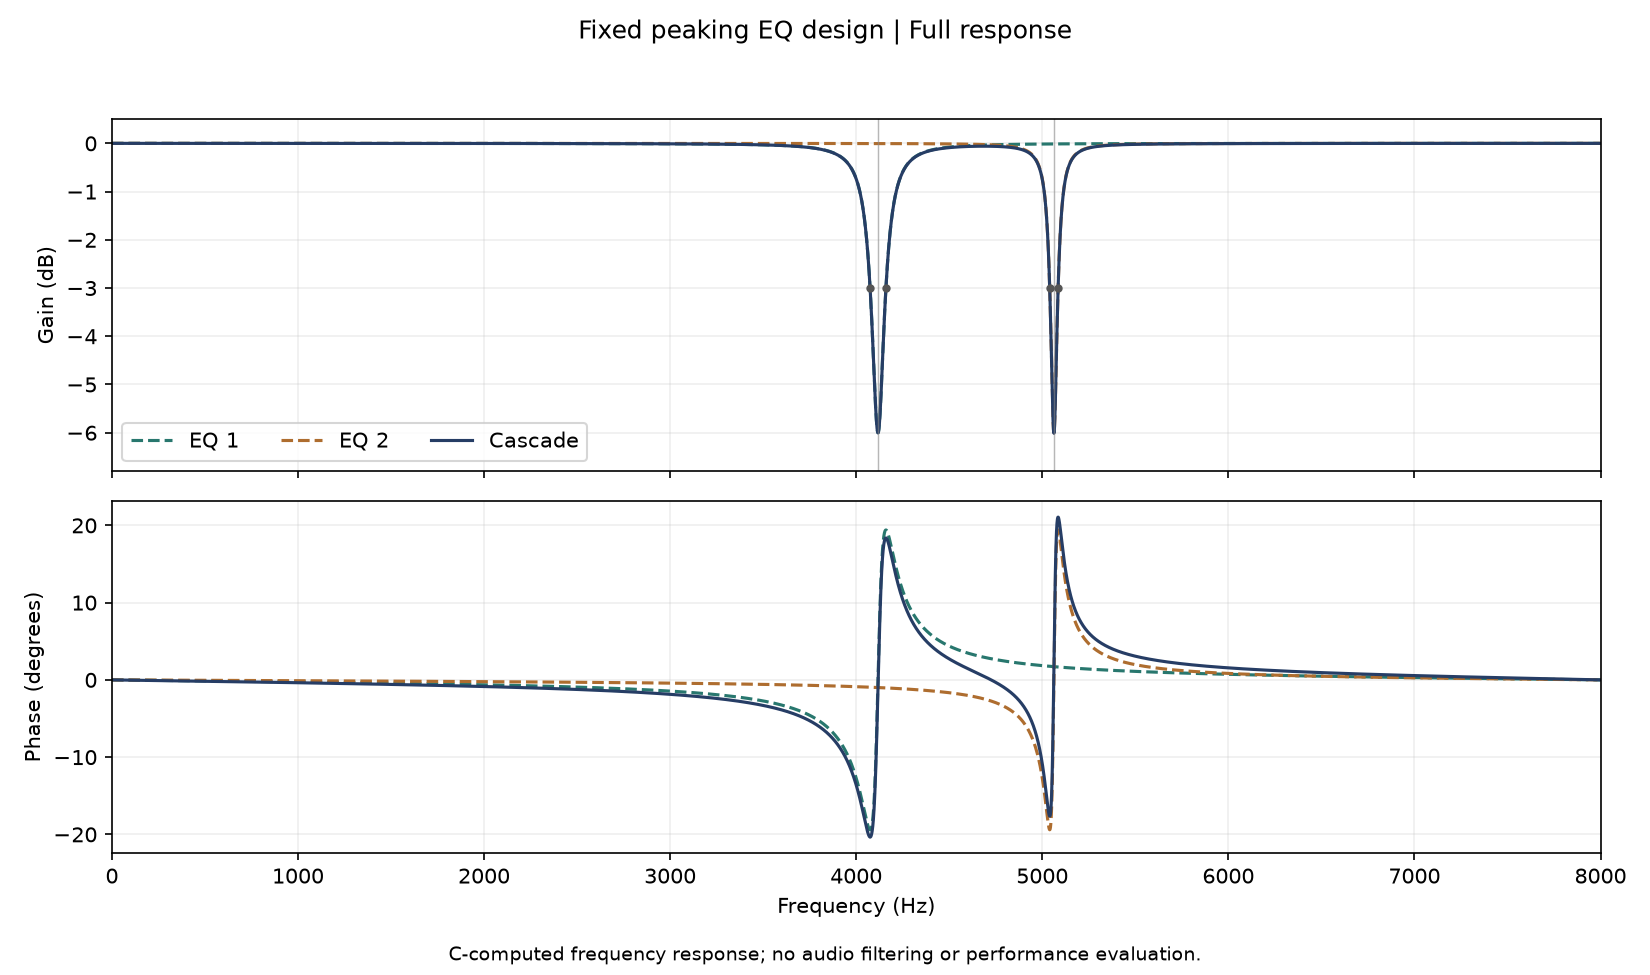 Fixed peaking EQ design | Full response
Gain (dB)
0
−1
−2
−3
−4
−5
−6
EQ 1
EQ 2
Cascade
Phase (degrees)
20
10
0
−10
−20
0 1000 2000 3000 4000 5000 6000 7000 8000
Frequency (Hz)
C-computed frequency response; no audio filtering or performance evaluation.